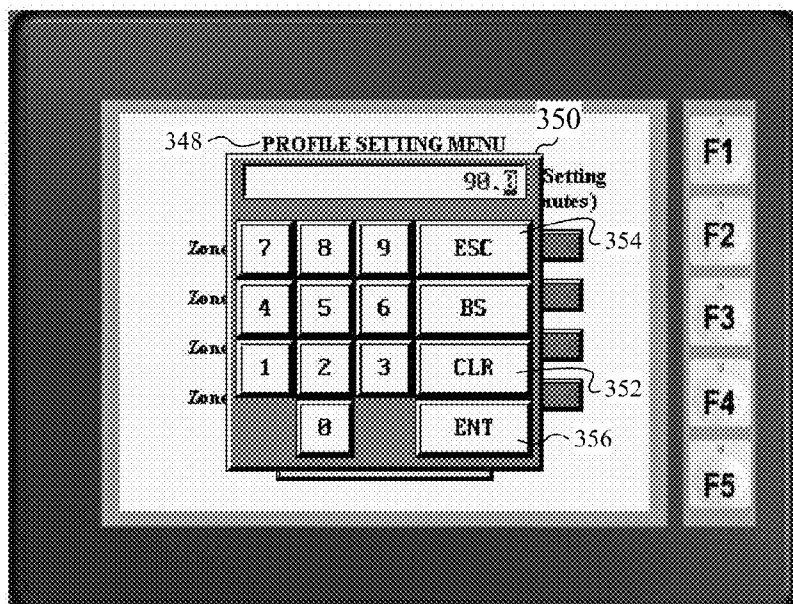 350
348 PROFILE SETTING MENU
F1
90.
Setting
nutes)
F2
Zone
7 8 9 ESC
354
Zone
4 5 6 BS
F3
Zone
1 2 3 CLR
352
Zone
F4
0 ENT
356
F5